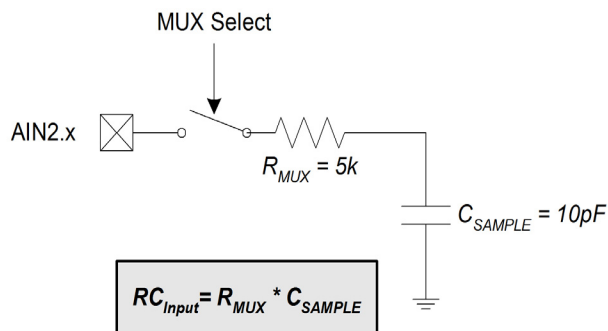 MUX Select
AIN2.x
R_MUX = 5k
C_SAMPLE = 10pF
RC_Input = R_MUX * C_SAMPLE